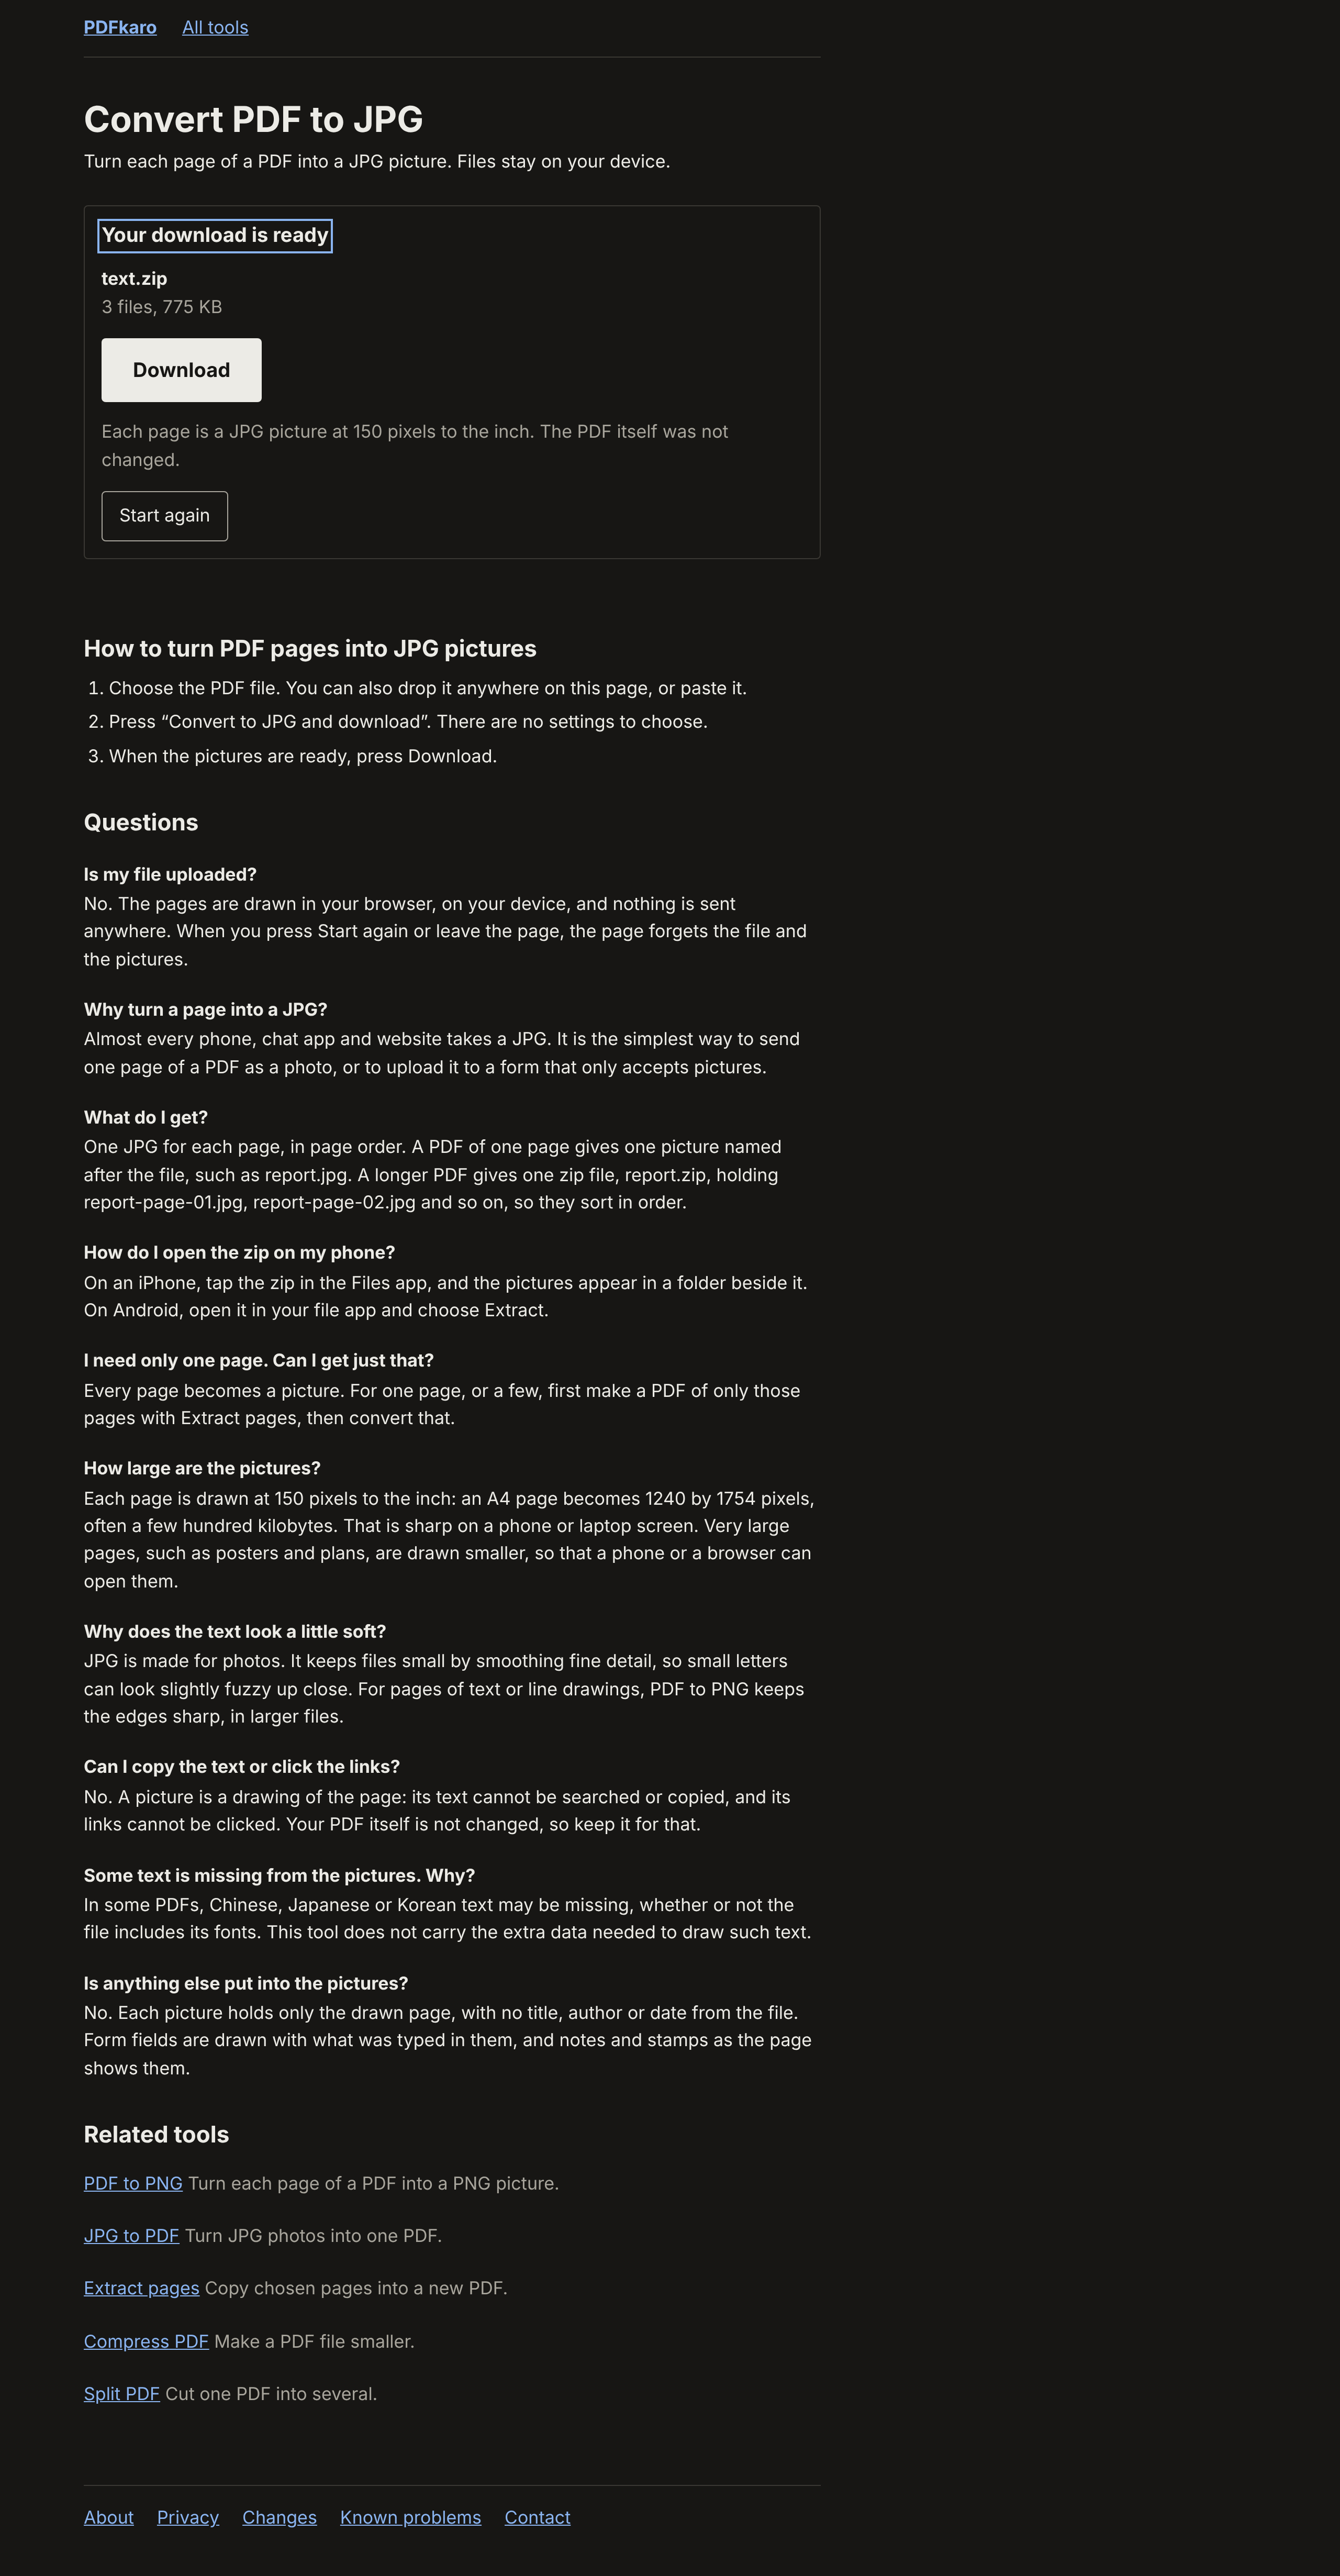 PDFkaro All tools
Convert PDF to JPG
Turn each page of a PDF into a JPG picture. Files stay on your device.
Your download is ready
text.zip
3 files, 775 KB
Download
Each page is a JPG picture at 150 pixels to the inch. The PDF itself was not
changed.
Start again
How to turn PDF pages into JPG pictures
1. Choose the PDF file. You can also drop it anywhere on this page, or paste it.
2. Press “Convert to JPG and download”. There are no settings to choose.
3. When the pictures are ready, press Download.
Questions
Is my file uploaded?
No. The pages are drawn in your browser, on your device, and nothing is sent
anywhere. When you press Start again or leave the page, the page forgets the file and
the pictures.
Why turn a page into a JPG?
Almost every phone, chat app and website takes a JPG. It is the simplest way to send
one page of a PDF as a photo, or to upload it to a form that only accepts pictures.
What do I get?
One JPG for each page, in page order. A PDF of one page gives one picture named
after the file, such as report.jpg. A longer PDF gives one zip file, report.zip, holding
report-page-01.jpg, report-page-02.jpg and so on, so they sort in order.
How do I open the zip on my phone?
On an iPhone, tap the zip in the Files app, and the pictures appear in a folder beside it.
On Android, open it in your file app and choose Extract.
I need only one page. Can I get just that?
Every page becomes a picture. For one page, or a few, first make a PDF of only those
pages with Extract pages, then convert that.
How large are the pictures?
Each page is drawn at 150 pixels to the inch: an A4 page becomes 1240 by 1754 pixels,
often a few hundred kilobytes. That is sharp on a phone or laptop screen. Very large
pages, such as posters and plans, are drawn smaller, so that a phone or a browser can
open them.
Why does the text look a little soft?
JPG is made for photos. It keeps files small by smoothing fine detail, so small letters
can look slightly fuzzy up close. For pages of text or line drawings, PDF to PNG keeps
the edges sharp, in larger files.
Can I copy the text or click the links?
No. A picture is a drawing of the page: its text cannot be searched or copied, and its
links cannot be clicked. Your PDF itself is not changed, so keep it for that.
Some text is missing from the pictures. Why?
In some PDFs, Chinese, Japanese or Korean text may be missing, whether or not the
file includes its fonts. This tool does not carry the extra data needed to draw such text.
Is anything else put into the pictures?
No. Each picture holds only the drawn page, with no title, author or date from the file.
Form fields are drawn with what was typed in them, and notes and stamps as the page
shows them.
Related tools
PDF to PNG Turn each page of a PDF into a PNG picture.
JPG to PDF Turn JPG photos into one PDF.
Extract pages Copy chosen pages into a new PDF.
Compress PDF Make a PDF file smaller.
Split PDF Cut one PDF into several.
About Privacy Changes Known problems Contact